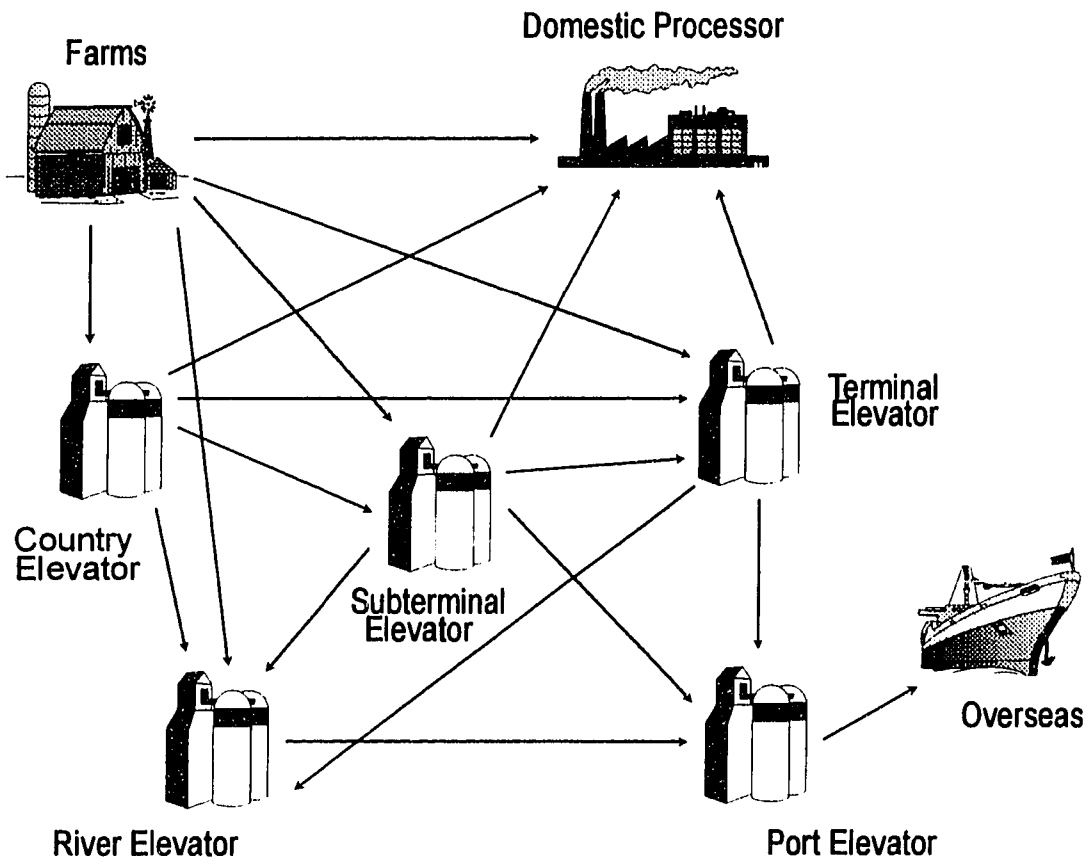 Domestic Processor
Farms
Terminal
Elevator
Country
Elevator
Subterminal
Elevator
Overseas
River Elevator
Port Elevator